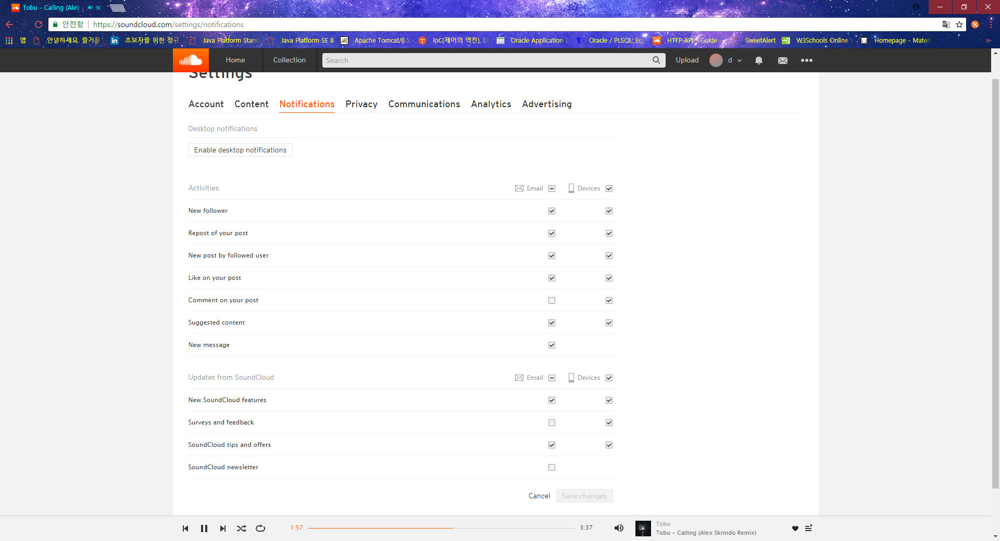 Tobu - Calling (Alex
안전함 https://soundcloud.com/settings/notifications
앱 안녕하세요. 즐거운 초보자를 위한 정규 Java Platform Stand Java Platform SE 8 Apache Tomcat/8.5 IoC(제어의 역전), D Oracle Application Oracle / PLSQL: HTTP API - Guide SweetAlert W3Schools Online Homepage - Mater
Home Collection Search Upload d
Settings
Account Content Notifications Privacy Communications Analytics Advertising
Desktop notifications
Enable desktop notifications
Activities Email Devices
New follower
Repost of your post
New post by followed user
Like on your post
Comment on your post
Suggested content
New message
Updates from SoundCloud Email Devices
New SoundCloud features
Surveys and feedback
SoundCloud tips and offers
SoundCloud newsletter
Cancel Save changes
1:57 3:37
Tobu
Tobu - Calling (Alex Skrindo Remix)